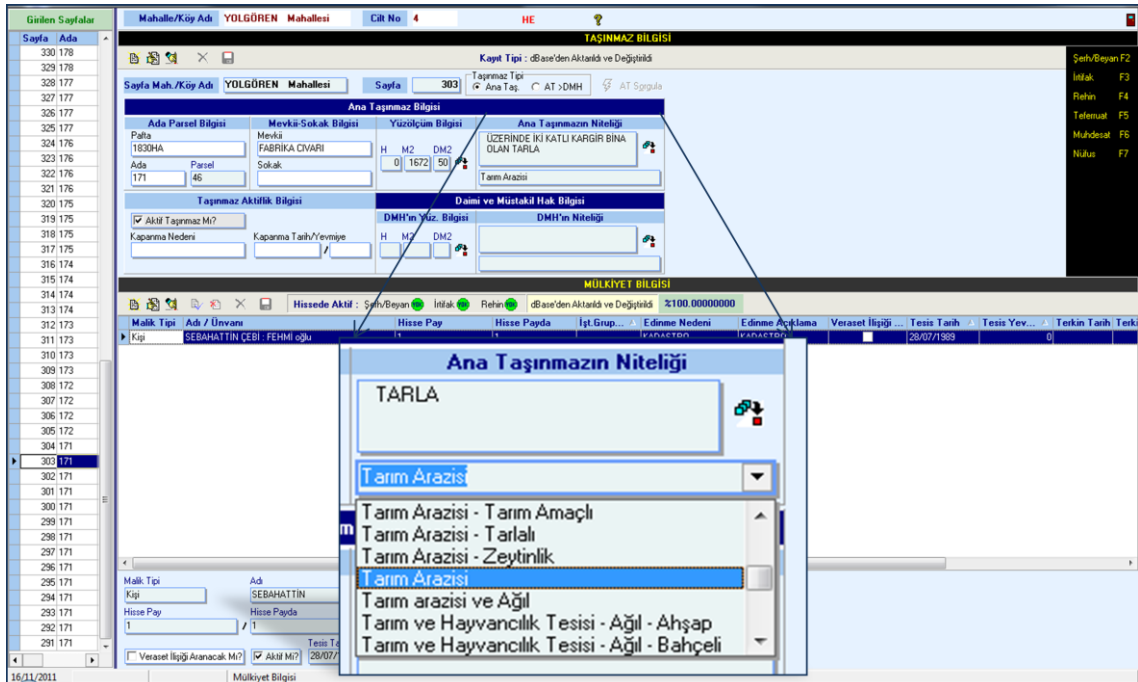 Girilen Sayfalar
Mahalle/Köy Adı YOLGÖREN Mahallesi Cilt No 4 HE
Sayfa Ada
330 178
329 178
328 177
327 177
326 177
325 177
324 176
323 176
322 176
321 176
320 175
319 175
318 175
317 175
316 174
315 174
314 174
313 174
312 173
311 173
310 173
309 173
308 172
307 172
306 172
305 172
304 171
303 171
302 171
301 171
300 171
299 171
298 171
297 171
296 171
295 171
294 171
293 171
292 171
291 171
TAŞINMAZ BİLGİSİ
Kayıt Tipi : dBase'den Aktarıldı ve Değiştirildi
Şerh/Beyan F2
İrtifak F3
Rehin F4
Teferruat F5
Muhdesat F6
Nüfus F7
Sayfa Mah./Köy Adı YOLGÖREN Mahallesi Sayfa 303
Taşınmaz Tipi
Ana Taş. AT >DMH AT Sorgula
Ana Taşınmaz Bilgisi
Ada Parsel Bilgisi Mevkii-Sokak Bilgisi Yüzölçüm Bilgisi Ana Taşınmazın Niteliği
Pafta Mevkii
1830HA FABRİKA CIVARI H M2 DM2 ÜZERİNDE İKİ KATLI KARGİR BİNA
OLAN TARLA
Ada Parsel Sokak 0 1672 50
171 46 Tarım Arazisi
Taşınmaz Aktiflik Bilgisi Daimi ve Müstakil Hak Bilgisi
Aktif Taşınmaz Mı? DMH'ın Yüz. Bilgisi DMH'ın Niteliği
Kapanma Nedeni Kapanma Tarih/Yevmiye H M2 DM2
/
MÜLKİYET BİLGİSİ
Hissede Aktif : Şerh/Beyan YOK İrtifak YOK Rehin YOK dBase'den Aktarıldı ve Değiştirildi %100.00000000
Malik Tipi Adı / Ünvanı Hisse Pay Hisse Payda İşt.Grup... Edinme Nedeni Edinme Açıklama Veraset İlişiği ... Tesis Tarih Tesis Yev... Terkin Tarih Terki
Kişi SEBAHATTİN ÇEBİ : FEHMİ oğlu 1 1 KADASTRO KADASTRO 28/07/1989 0
Ana Taşınmazın Niteliği
TARLA
Tarım Arazisi
Tarım Arazisi - Tarım Amaçlı
Tarım Arazisi - Tarlalı
Tarım Arazisi - Zeytinlik
Tarım Arazisi
Tarım arazisi ve Ağıl
Tarım ve Hayvancılık Tesisi - Ağıl - Ahşap
Tarım ve Hayvancılık Tesisi - Ağıl - Bahçeli
Malik Tipi Adı
Kişi SEBAHATTİN
Hisse Pay Hisse Payda
1 / 1
Tesis Ta
Veraset İlişiği Aranacak Mı? Aktif Mi? 28/07/
16/11/2011 Mülkiyet Bilgisi